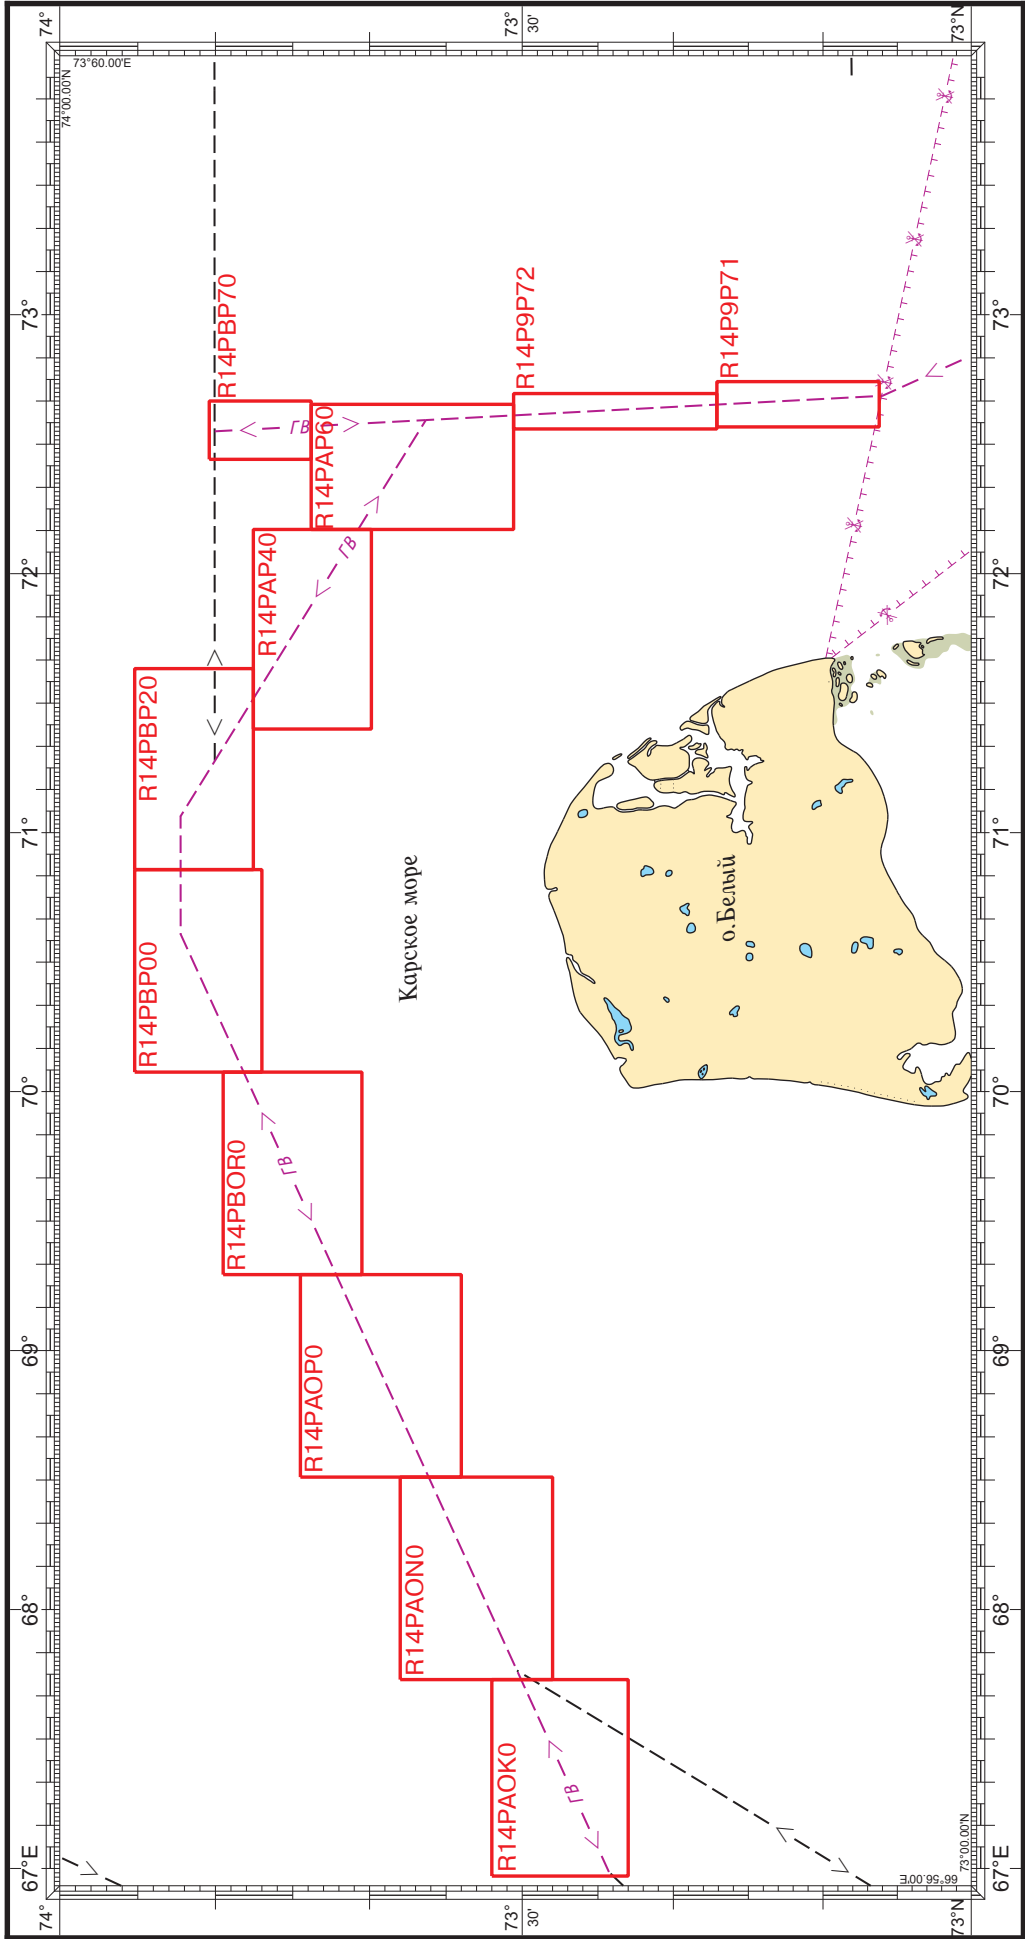 74°
73°
30'
73°N
73°60.00'E
74°00.00'N
67°E
68°
69°
70°
71°
72°
73°
R14PBP70
R14PAP60
R14P9P72
R14P9P71
R14PAP40
R14PBP20
R14PBP00
R14PBOR0
R14PAOP0
R14PAON0
R14PAOK0
ГВ
ГВ
ГВ
ГВ
Карское море
о.Белый
67°E
68°
69°
70°
71°
72°
73°
66°56.00'E
73°00.00'N
74°
73°
30'
73°N